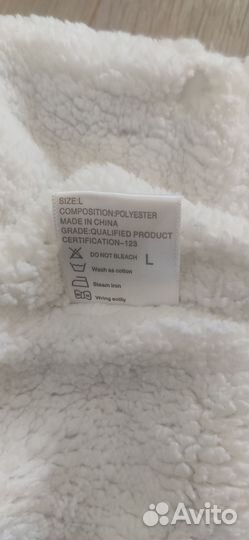 SIZE:L
COMPOSITION:POLYESTER
MADE IN CHINA
GRADE:QUALIFIED PRODUCT
CERTIFICATION-123
DO NOT BLEACH L
Wash as cotton
Steam iron
Wring softly
Avito